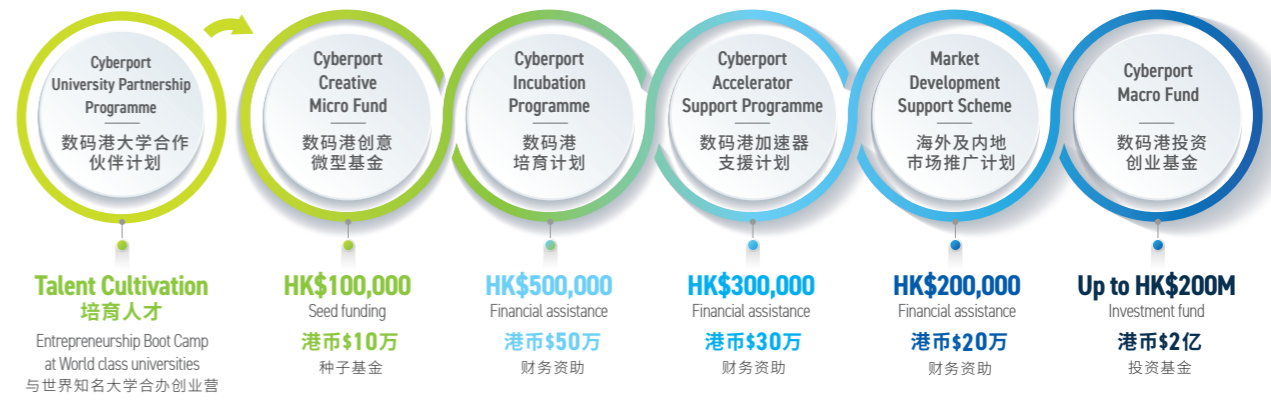 Cyberport
University Partnership
Programme
数码港大学合作
伙伴计划
Talent Cultivation
培育人才
Entrepreneurship Boot Camp
at World class universities
与世界知名大学合办创业营
Cyberport
Creative
Micro Fund
数码港创意
微型基金
HK$100,000
Seed funding
港币$10万
种子基金
Cyberport
Incubation
Programme
数码港
培育计划
HK$500,000
Financial assistance
港币$50万
财务资助
Cyberport
Accelerator
Support Programme
数码港加速器
支援计划
HK$300,000
Financial assistance
港币$30万
财务资助
Market
Development
Support Scheme
海外及内地
市场推广计划
HK$200,000
Financial assistance
港币$20万
财务资助
Cyberport
Macro Fund
数码港投资
创业基金
Up to HK$200M
Investment fund
港币$2亿
投资基金